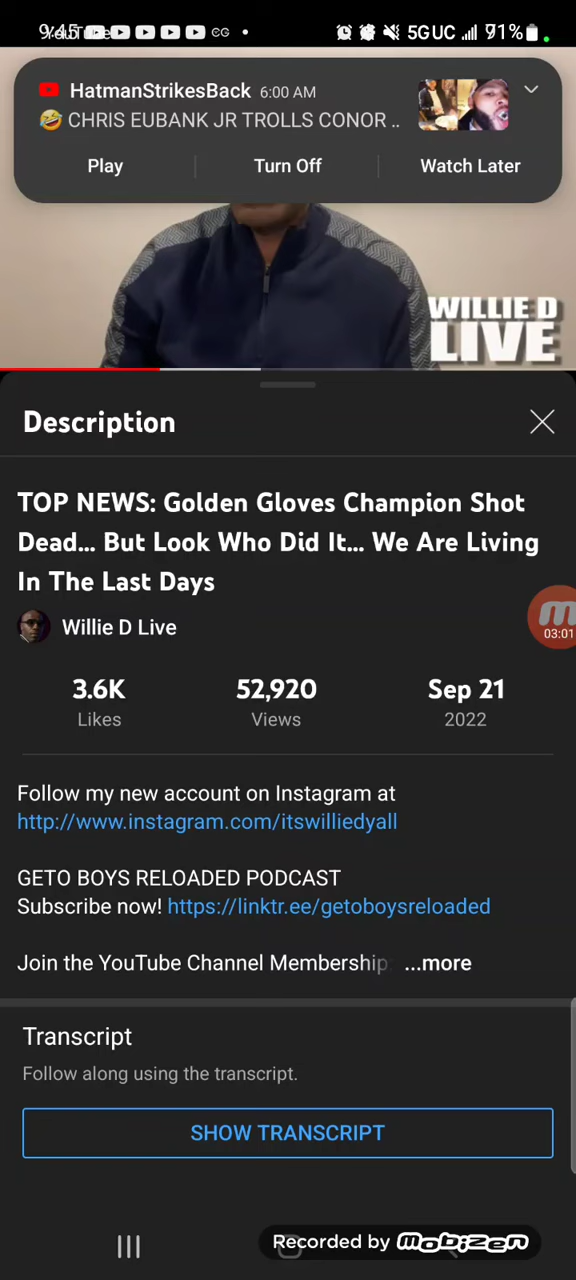 9:45
5G UC
91%
HatmanStrikesBack 6:00 AM
🤣 CHRIS EUBANK JR TROLLS CONOR ..
Play
Turn Off
Watch Later
WILLIE D
LIVE
Description
TOP NEWS: Golden Gloves Champion Shot
Dead... But Look Who Did It... We Are Living
In The Last Days
Willie D Live
03:01
3.6K
52,920
Sep 21
Likes
Views
2022
Follow my new account on Instagram at
http://www.instagram.com/itswilliedyall
GETO BOYS RELOADED PODCAST
Subscribe now! https://linktr.ee/getoboysreloaded
Join the YouTube Channel Membership ...more
Transcript
Follow along using the transcript.
SHOW TRANSCRIPT
Recorded by mobizen